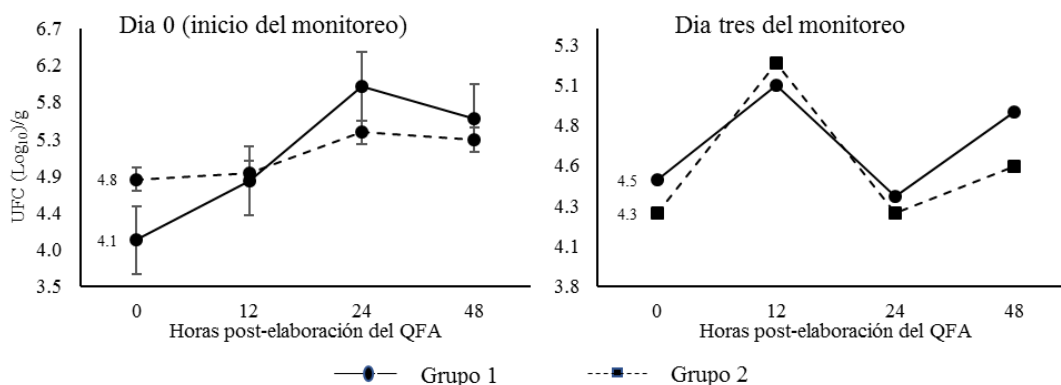 Dia 0 (inicio del monitoreo)
UFC (Log10)/g
6.7
6.2
5.8
5.3
4.9
4.4
4.0
3.5
4.8
4.1
0 12 24 48
Horas post-elaboración del QFA
Dia tres del monitoreo
5.3
5.1
4.8
4.6
4.3
4.1
3.8
4.5
4.3
0 12 24 48
Horas post-elaboración del QFA
Grupo 1 Grupo 2